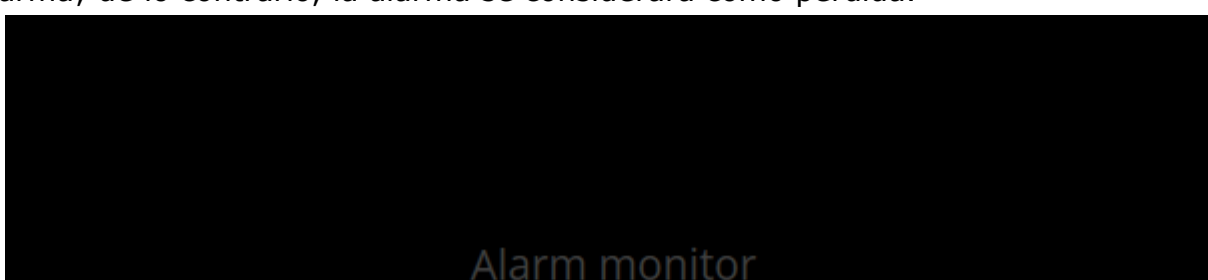 de lo contrario, la alarma se considerará como perdida.
Alarm monitor